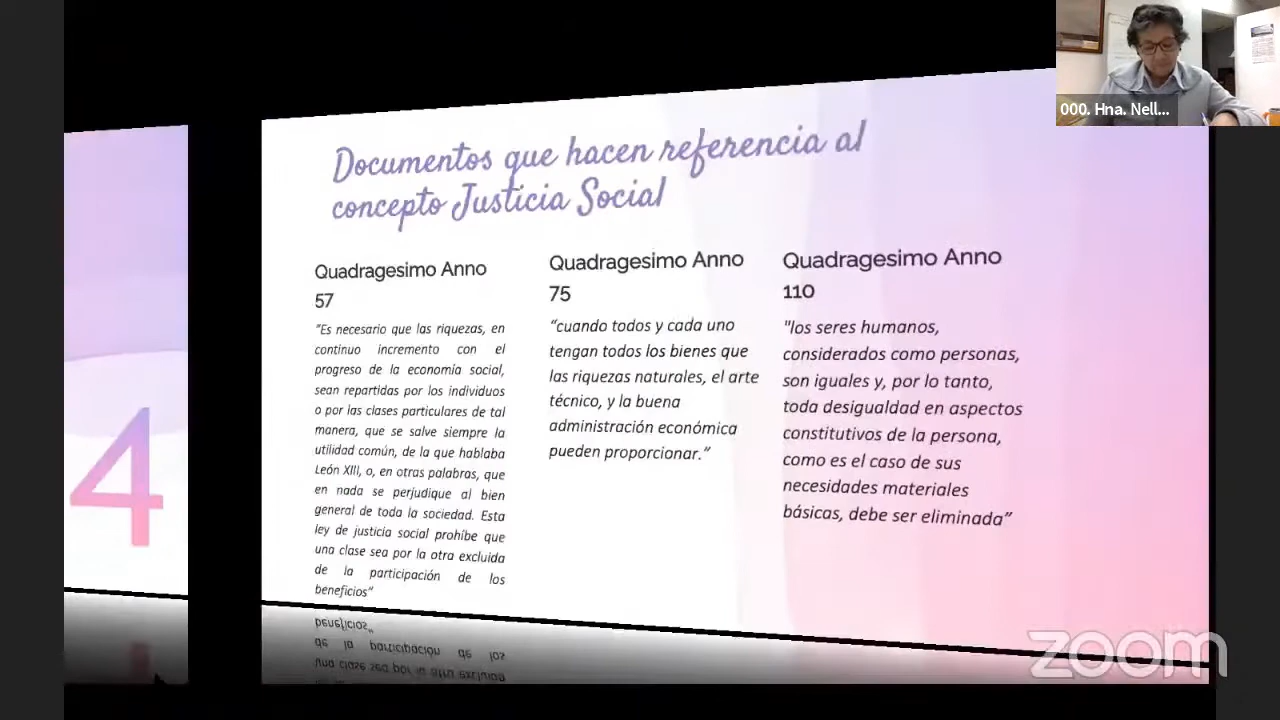 000. Hna. Nell...
4
Documentos que hacen referencia al
concepto Justicia Social
Quadragesimo Anno
57
“Es necesario que las riquezas, en
continuo incremento con el
progreso de la economía social,
sean repartidas por los individuos
o por las clases particulares de tal
manera, que se salve siempre la
utilidad común, de la que hablaba
León XIII, o, en otras palabras, que
en nada se perjudique al bien
general de toda la sociedad. Esta
ley de justicia social prohíbe que
una clase sea por la otra excluida
de la participación de los
beneficios”
Quadragesimo Anno
75
“cuando todos y cada uno
tengan todos los bienes que
las riquezas naturales, el arte
técnico, y la buena
administración económica
pueden proporcionar.”
Quadragesimo Anno
110
"los seres humanos,
considerados como personas,
son iguales y, por lo tanto,
toda desigualdad en aspectos
constitutivos de la persona,
como es el caso de sus
necesidades materiales
básicas, debe ser eliminada”
zoom